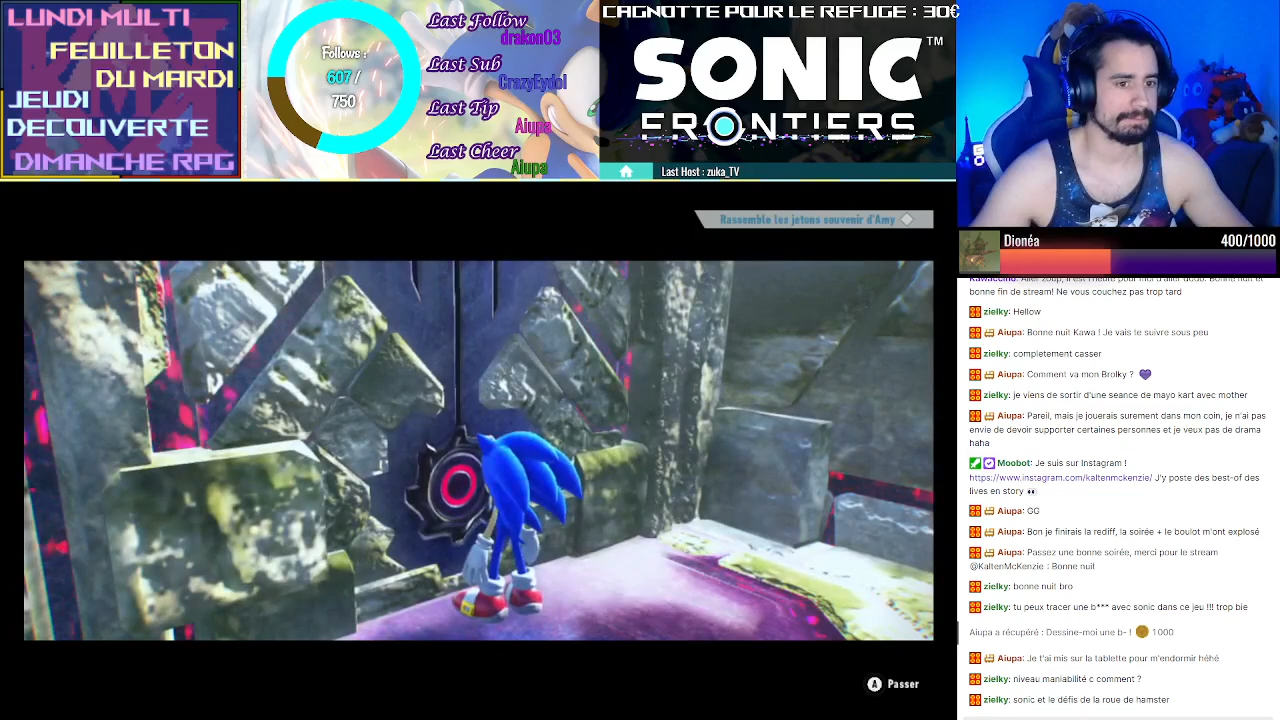 LUNDI MULTI
FEUILLETON
DU MARDI
JEUDI
DECOUVERTE
DIMANCHE RPG
Follows :
607 /
750
Last Follow
drakon03
Last Sub
CrazyEydol
Last Tip
Aiupa
Last Cheer
Aiupa
CAGNOTTE POUR LE REFUGE : 30€
SONIC™
FRONTIERS
Last Host : zuka_TV
Dionéa
400/1000
Rassemble les jetons souvenir d'Amy
bonne fin de stream! Ne vous couchez pas trop tard
zielky: Hellow
Aiupa: Bonne nuit Kawa ! Je vais te suivre sous peu
zielky: completement casser
Aiupa: Comment va mon Brolky ? 💜
zielky: je viens de sortir d'une seance de mayo kart avec mother
Aiupa: Pareil, mais je jouerais surement dans mon coin, je n'ai pas
envie de devoir supporter certaines personnes et je veux pas de drama
haha
Moobot: Je suis sur Instagram !
https://www.instagram.com/kaltenmckenzie/ J'y poste des best-of des
lives en story 👀
Aiupa: GG
Aiupa: Bon je finirais la rediff, la soirée + le boulot m'ont explosé
Aiupa: Passez une bonne soirée, merci pour le stream
@KaltenMcKenzie : Bonne nuit
zielky: bonne nuit bro
zielky: tu peux tracer une b*** avec sonic dans ce jeu !!! trop bie
Aiupa a récupéré : Dessine-moi une b- ! 1 000
Aiupa: Je t'ai mis sur la tablette pour m'endormir héhé
zielky: niveau maniabilité c comment ?
zielky: sonic et le défis de la roue de hamster
A Passer